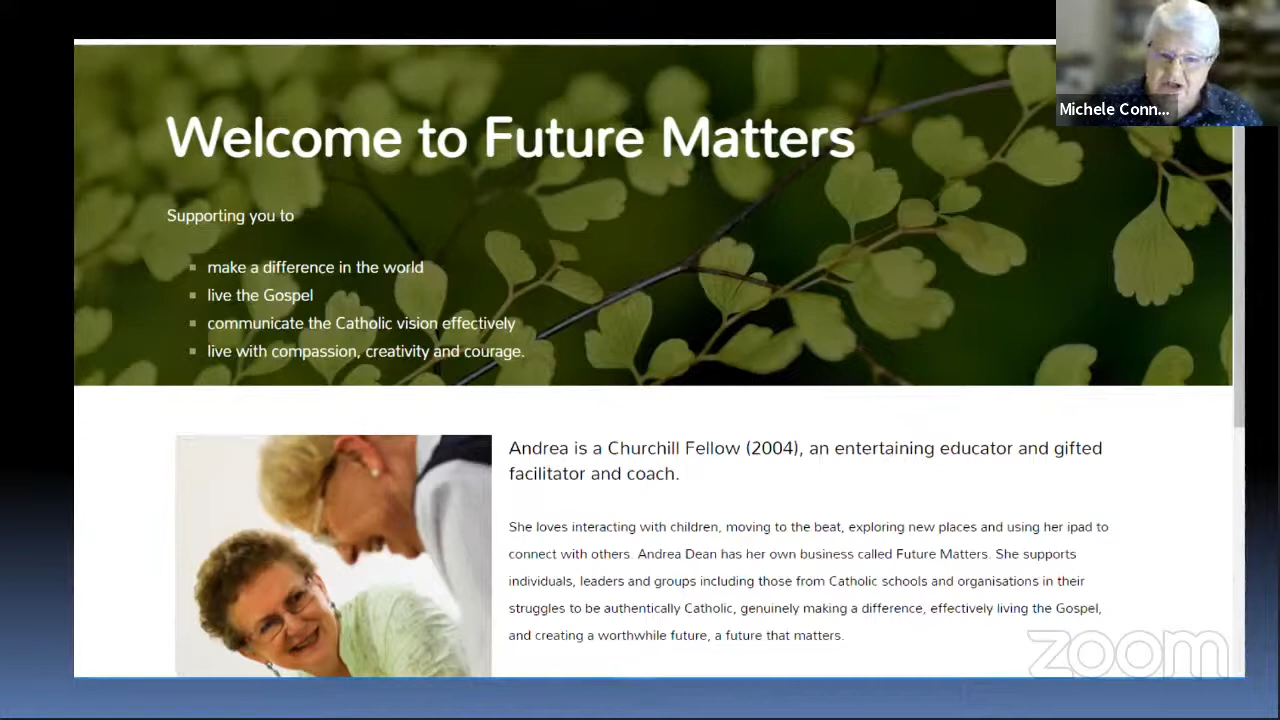 Welcome to Future Matters
Michele Conn...
Supporting you to
make a difference in the world
live the Gospel
communicate the Catholic vision effectively
live with compassion, creativity and courage.
Andrea is a Churchill Fellow (2004), an entertaining educator and gifted
facilitator and coach.
She loves interacting with children, moving to the beat, exploring new places and using her ipad to
connect with others. Andrea Dean has her own business called Future Matters. She supports
individuals, leaders and groups including those from Catholic schools and organisations in their
struggles to be authentically Catholic, genuinely making a difference, effectively living the Gospel,
and creating a worthwhile future, a future that matters.
zoom